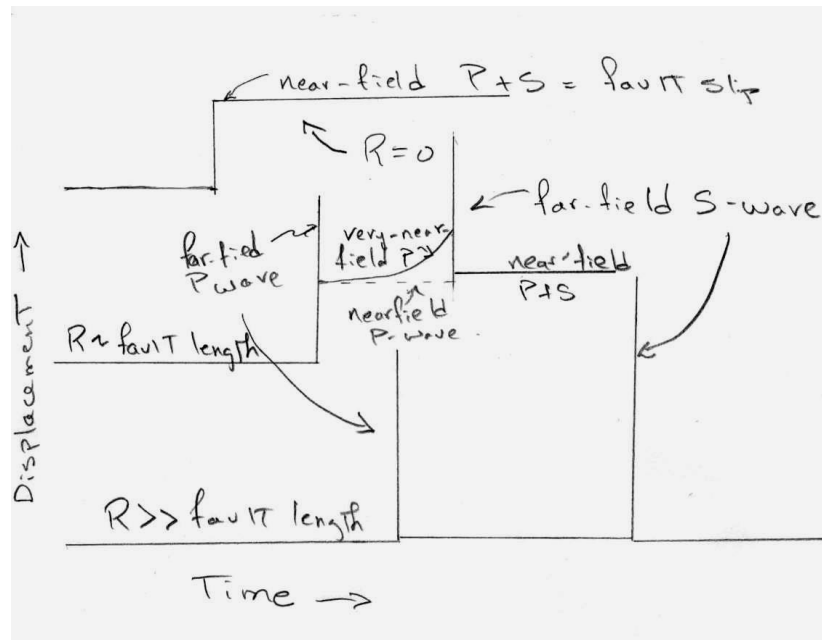 near-field P+S = fault slip
R=0
far-field S-wave
far-fied
P wave
very-near-
field P
near-field
P+S
nearfield
P-wave
R~fault length
R>> fault length
Displacement →
Time →